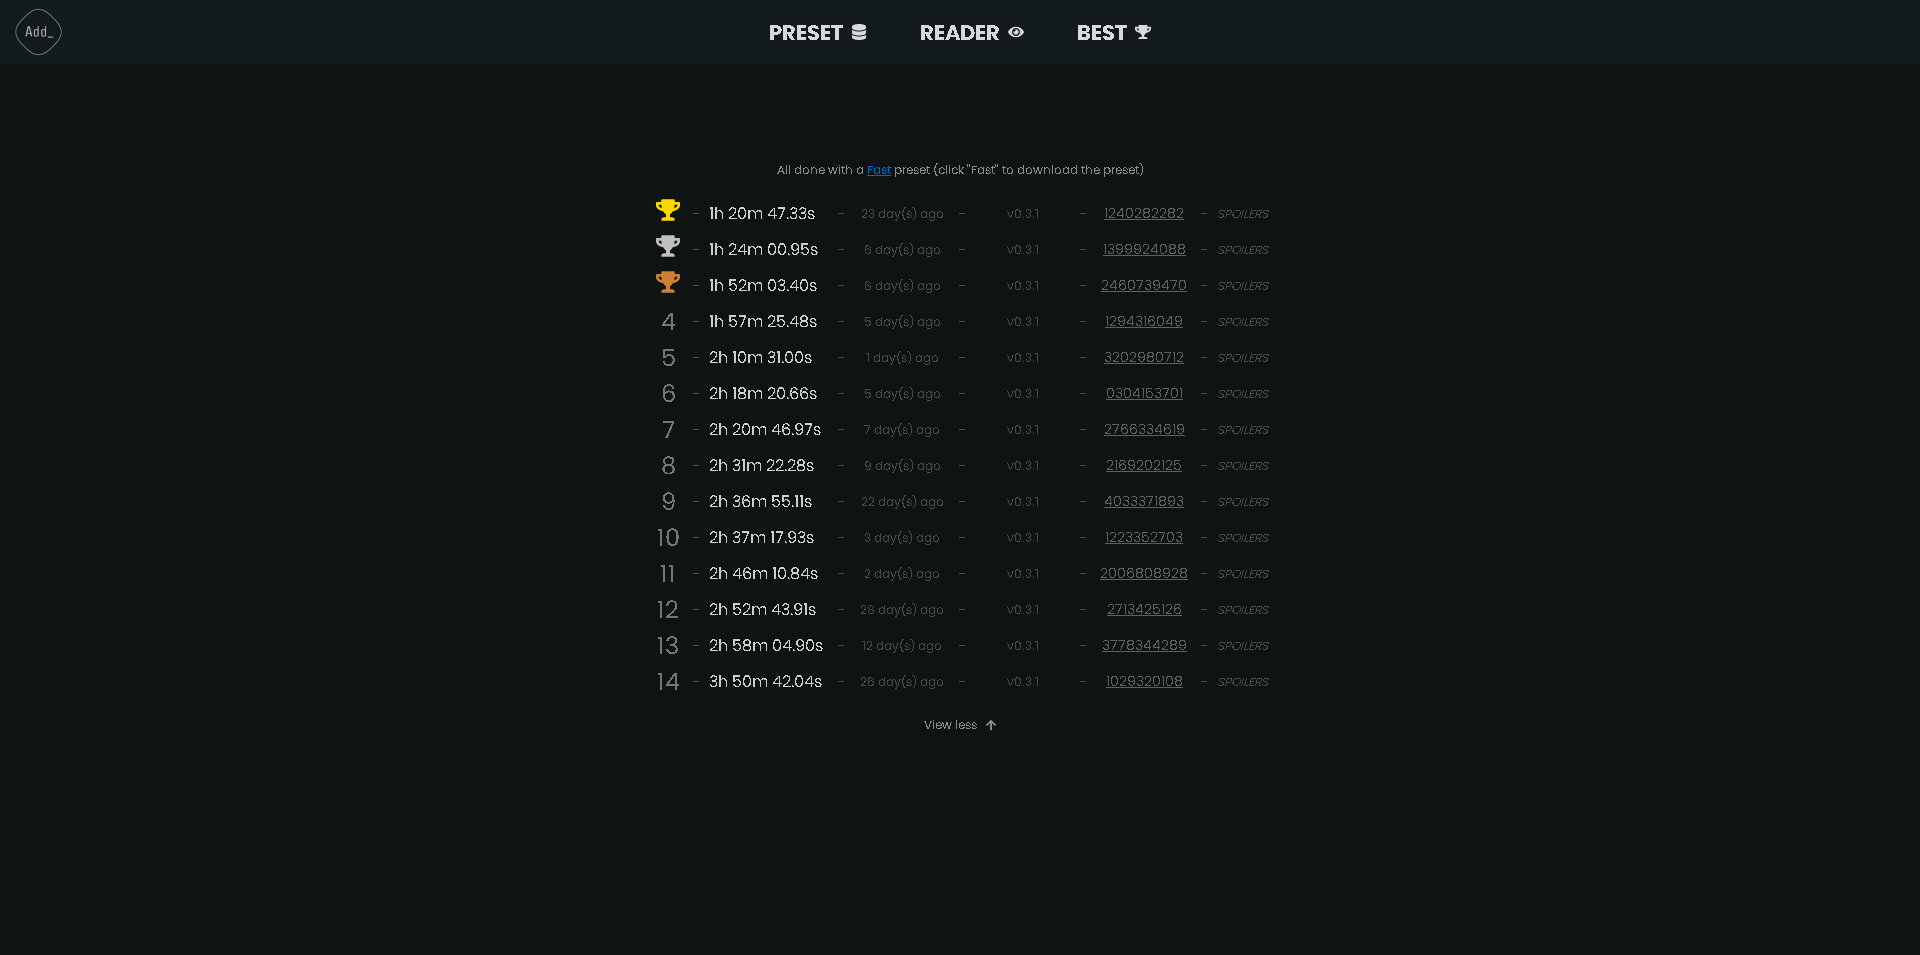 Add_
PRESET READER BEST
All done with a Fast preset (click "Fast" to download the preset)
- 1h 20m 47.33s - 23 day(s) ago - v0.3.1 - 1240282282 - SPOILERS
- 1h 24m 00.95s - 6 day(s) ago - v0.3.1 - 1399924088 - SPOILERS
- 1h 52m 03.40s - 8 day(s) ago - v0.3.1 - 2460739470 - SPOILERS
4 - 1h 57m 25.48s - 5 day(s) ago - v0.3.1 - 1294316049 - SPOILERS
5 - 2h 10m 31.00s - 1 day(s) ago - v0.3.1 - 3202980712 - SPOILERS
6 - 2h 18m 20.66s - 5 day(s) ago - v0.3.1 - 0304153701 - SPOILERS
7 - 2h 20m 46.97s - 7 day(s) ago - v0.3.1 - 2766334619 - SPOILERS
8 - 2h 31m 22.28s - 9 day(s) ago - v0.3.1 - 2169202125 - SPOILERS
9 - 2h 36m 55.11s - 22 day(s) ago - v0.3.1 - 4033371893 - SPOILERS
10 - 2h 37m 17.93s - 3 day(s) ago - v0.3.1 - 1223352703 - SPOILERS
11 - 2h 46m 10.84s - 2 day(s) ago - v0.3.1 - 2006808928 - SPOILERS
12 - 2h 52m 43.91s - 28 day(s) ago - v0.3.1 - 2713425126 - SPOILERS
13 - 2h 58m 04.90s - 12 day(s) ago - v0.3.1 - 3778344289 - SPOILERS
14 - 3h 50m 42.04s - 26 day(s) ago - v0.3.1 - 1029320108 - SPOILERS
View less